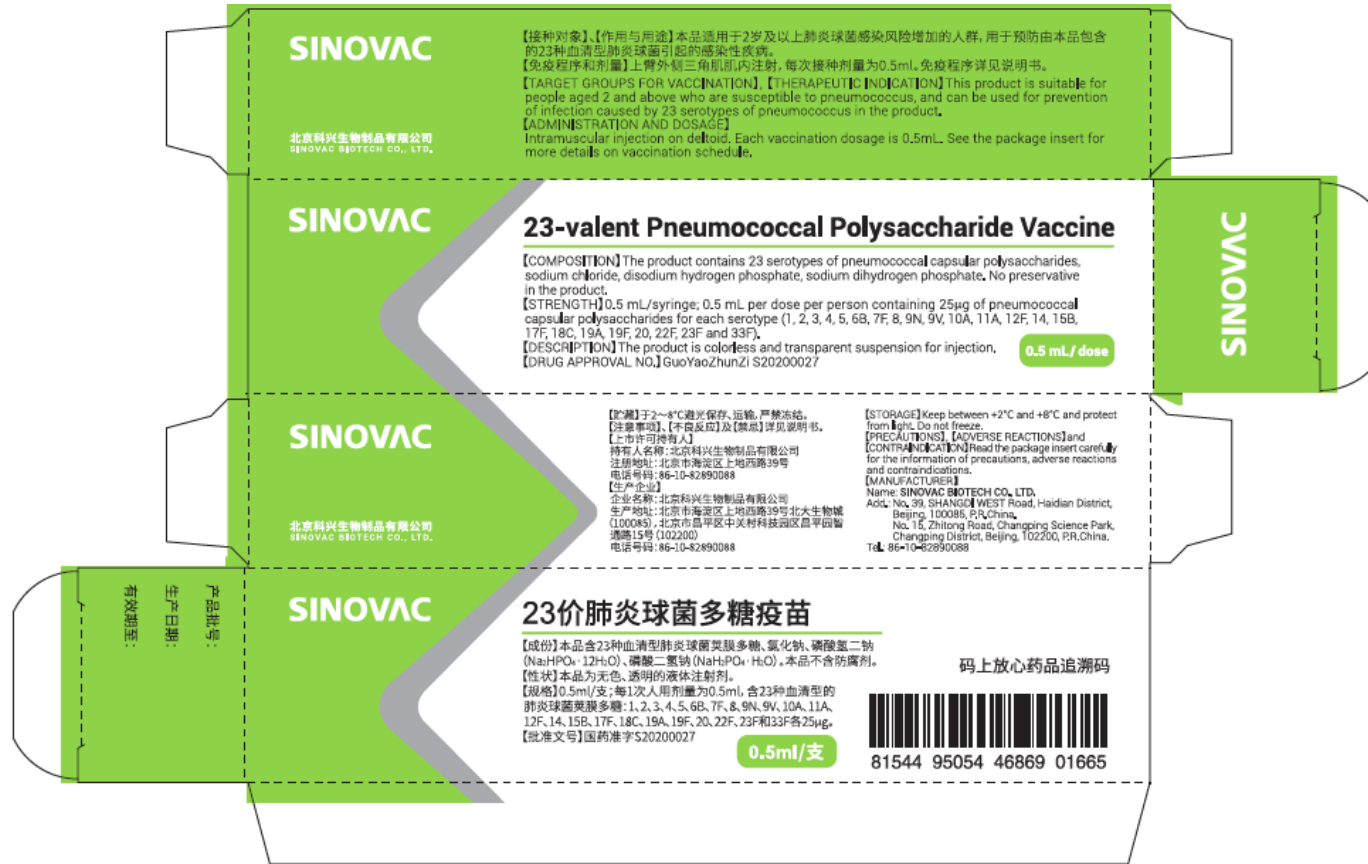 SINOVAC
北京科兴生物制品有限公司
SINOVAC BIOTECH CO., LTD.
【接种对象】、【作用与用途】本品适用于2岁及以上肺炎球菌感染风险增加的人群,用于预防由本品包含
的23种血清型肺炎球菌引起的感染性疾病。
【免疫程序和剂量】上臂外侧三角肌肌内注射,每次接种剂量为0.5ml。免疫程序详见说明书。
【TARGET GROUPS FOR VACCINATION】,【THERAPEUTIC INDICATION】This product is suitable for
people aged 2 and above who are susceptible to pneumococcus, and can be used for prevention
of infection caused by 23 serotypes of pneumococcus in the product.
【ADMINISTRATION AND DOSAGE】
Intramuscular injection on deltoid. Each vaccination dosage is 0.5mL. See the package insert for
more details on vaccination schedule.
SINOVAC
23-valent Pneumococcal Polysaccharide Vaccine
【COMPOSITION】The product contains 23 serotypes of pneumococcal capsular polysaccharides,
sodium chloride, disodium hydrogen phosphate, sodium dihydrogen phosphate. No preservative
in the product.
【STRENGTH】0.5 mL/syringe; 0.5 mL per dose per person containing 25μg of pneumococcal
capsular polysaccharides for each serotype (1, 2, 3, 4, 5, 6B, 7F, 8, 9N, 9V, 10A, 11A, 12F, 14, 15B,
17F, 18C, 19A, 19F, 20, 22F, 23F and 33F).
【DESCRIPTION】The product is colorless and transparent suspension for injection.
【DRUG APPROVAL NO.】GuoYaoZhunZi S20200027
0.5 mL/dose
SINOVAC
北京科兴生物制品有限公司
SINOVAC BIOTECH CO., LTD.
【贮藏】于2~8°C避光保存、运输,严禁冻结。
【注意事项】、【不良反应】及【禁忌】详见说明书。
【上市许可持有人】
持有人名称:北京科兴生物制品有限公司
注册地址:北京市海淀区上地西路39号
电话号码:86-10-82890088
【生产企业】
企业名称:北京科兴生物制品有限公司
生产地址:北京市海淀区上地西路39号北大生物城
(100085),北京市昌平区中关村科技园区昌平园智
通路15号(102200)
电话号码:86-10-82890088
【STORAGE】Keep between +2°C and +8°C and protect
from light. Do not freeze.
【PRECAUTIONS】,【ADVERSE REACTIONS】and
【CONTRAINDICATION】Read the package insert carefully
for the information of precautions, adverse reactions
and contraindications.
【MANUFACTURER】
Name: SINOVAC BIOTECH CO., LTD.
Add.: No. 39, SHANGDI WEST Road, Haidian District,
Beijing, 100085, P.R.China.
No. 15, Zhitong Road, Changping Science Park,
Changping District, Beijing, 102200, P.R.China.
Tel: 86-10-82890088
产品批号:
生产日期:
有效期至:
SINOVAC
23价肺炎球菌多糖疫苗
【成份】本品含23种血清型肺炎球菌荚膜多糖、氯化钠、磷酸氢二钠
(Na₂HPO₄·12H₂O)、磷酸二氢钠(NaH₂PO₄·H₂O)。本品不含防腐剂。
【性状】本品为无色、透明的液体注射剂。
【规格】0.5ml/支;每1次人用剂量为0.5ml,含23种血清型的
肺炎球菌荚膜多糖:1、2、3、4、5、6B、7F、8、9N、9V、10A、11A、
12F、14、15B、17F、18C、19A、19F、20、22F、23F和33F各25μg。
【批准文号】国药准字S20200027
0.5ml/支
码上放心药品追溯码
81544 95054 46869 01665